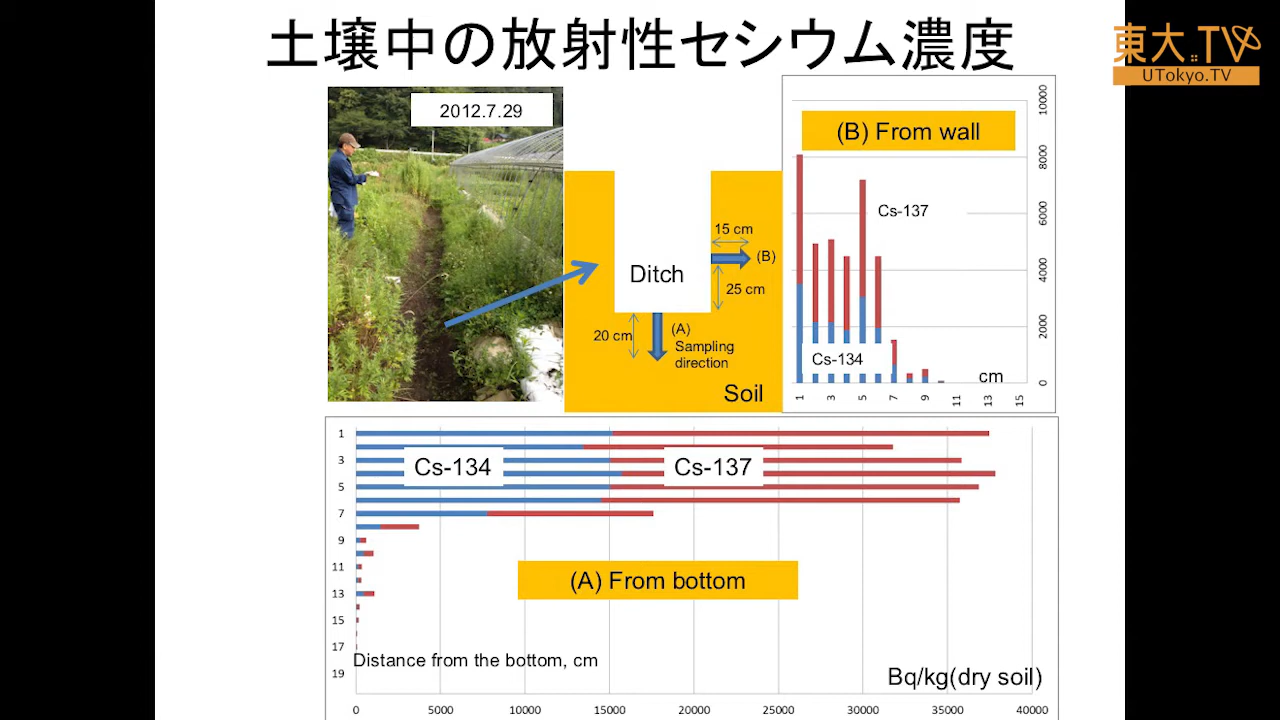 土壌中の放射性セシウム濃度
東大.TV
UTokyo.TV
2012.7.29
Ditch
15 cm
(B)
25 cm
20 cm
(A)
Sampling
direction
Soil
(B) From wall
Cs-137
Cs-134
cm
10000
8000
6000
4000
2000
0
1
3
5
7
9
11
13
15
1
3
5
7
9
11
13
15
17
19
Cs-134
Cs-137
(A) From bottom
Distance from the bottom, cm
Bq/kg(dry soil)
0
5000
10000
15000
20000
25000
30000
35000
40000